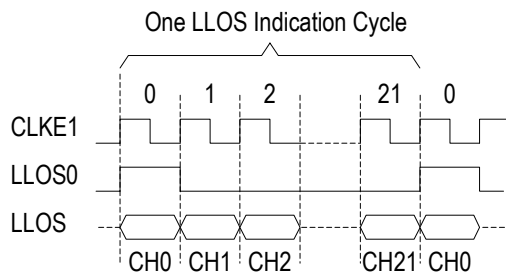 One LLOS Indication Cycle
0 1 2 21 0
CLKE1
LLOS0
LLOS
CH0 CH1 CH2 CH21 CH0